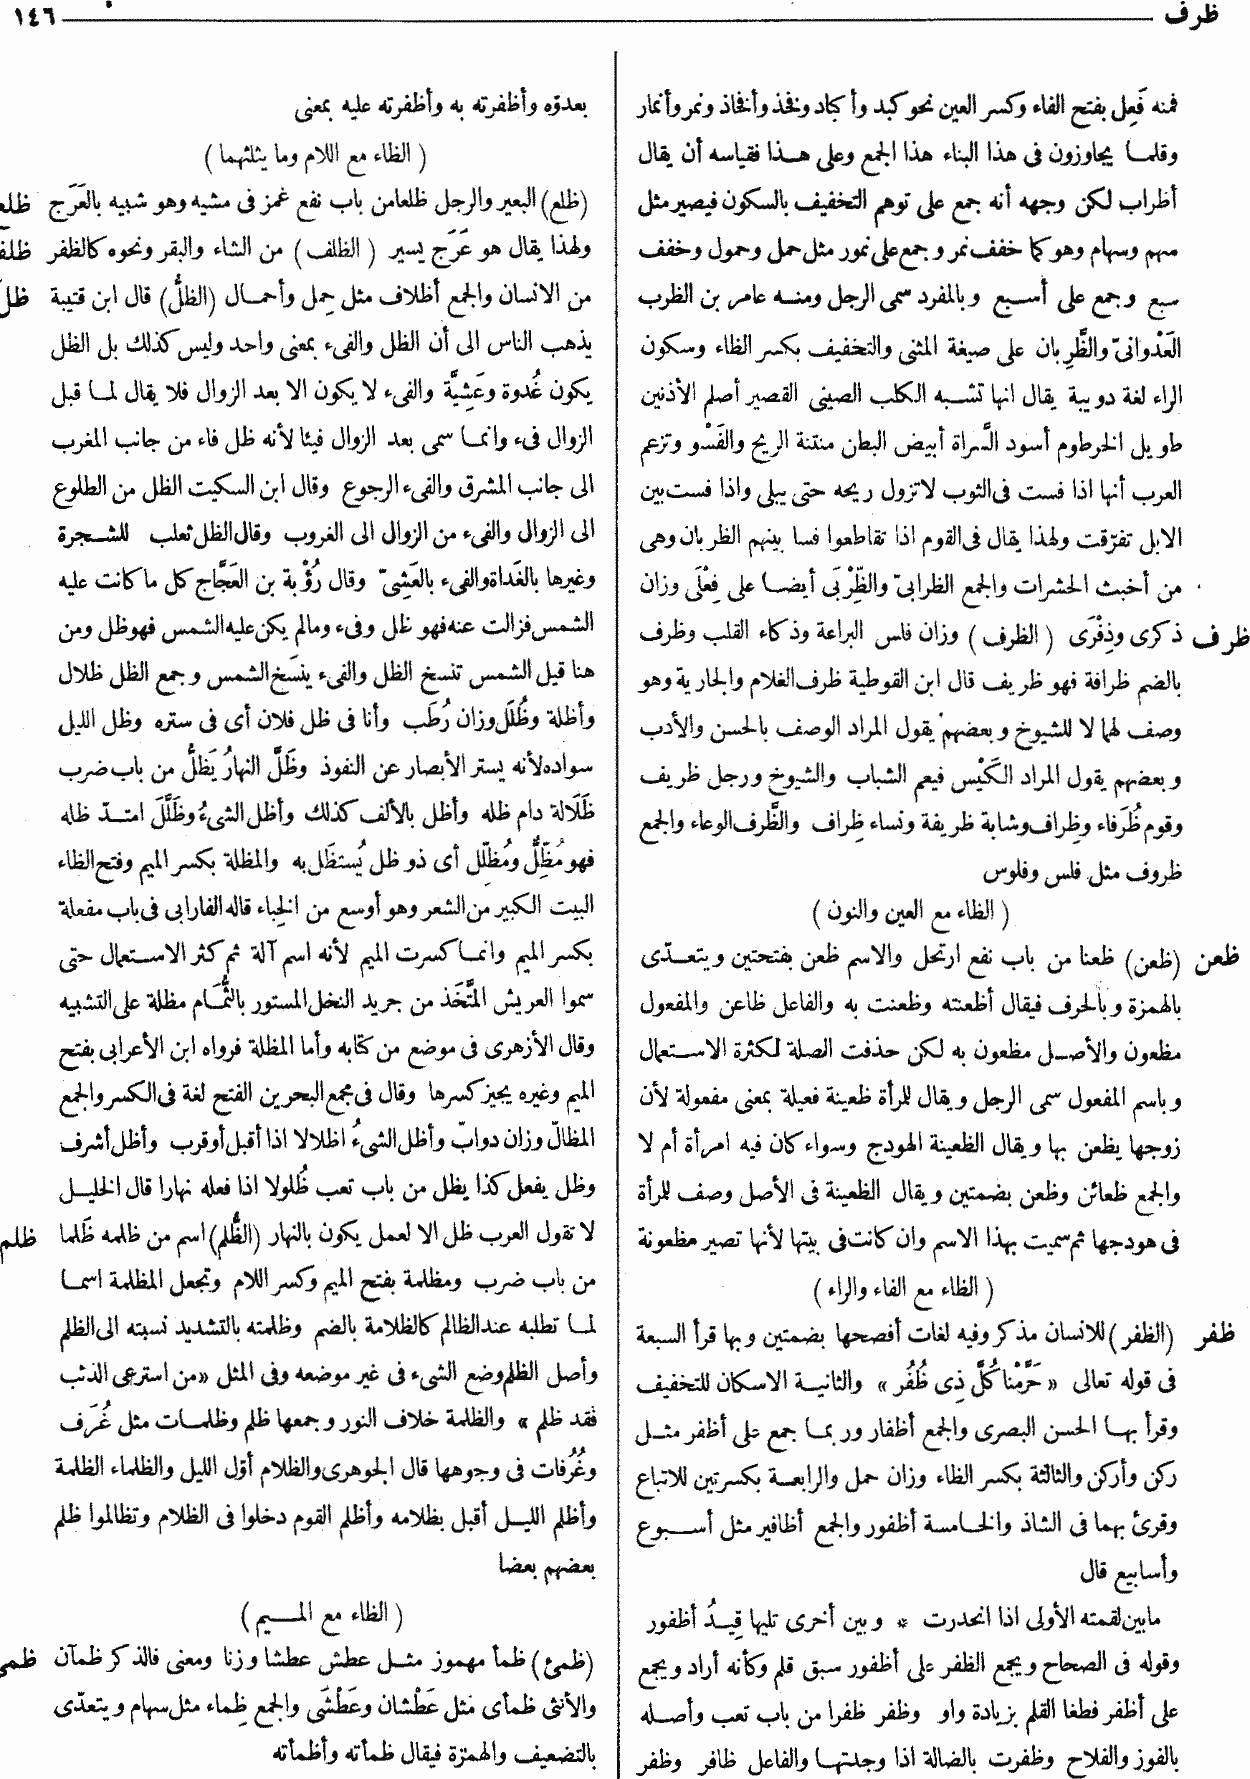 ظرف ١٤٦
فمنه فَعِل بفتح الفاء وكسر العين نحو كبد وأكباد وفخذ وأفخاذ ونمر وأنمار
وقلما يجاوزون فى هذا البناء هذا الجمع وعلى هذا فقياسه أن يقال
أظراب لكن وجهه أنه جمع على توهم التخفيف بالسكون فيصير مثل
سهم وسهام وهو كما خفف نمر وجمع على نمور مثل حمل وحمول وخفف
سبع وجمع على أسبع وبالمفرد سمى الرجل ومنه عامر بن الظرب
العَدْوانىّ والظَّرِبان على صيغة المثنى والتخفيف بكسر الظاء وسكون
الراء لغة دويبة يقال انها تشبه الكلب الصينى القصير أصلم الأذنين
طويل الخرطوم أسود السَّراة أبيض البطن منتنة الريح والفَسْو وتزعم
العرب أنها اذا فست فى الثوب لاتزول ريحه حتى يبلى واذا فست بين
الابل تفرّقت ولهذا يقال فى القوم اذا تقاطعوا فسا بينهم الظربان وهى
من أخبث الحشرات والجمع الظرابىّ والظِّرْبَى أيضا على فِعْلَى وزان
ظرف ذكرى وذِفْرَى (الظرف) وزان فلس البراعة وذكاء القلب وظرف
بالضم ظرافة فهو ظريف قال ابن القوطية ظرف الغلام والجارية وهو
وصف لهما لا للشيوخ وبعضهم يقول المراد الوصف بالحسن والأدب
وبعضهم يقول المراد الكَيْس فيعم الشباب والشيوخ ورجل ظريف
وقوم ظُرَفاء وظِراف وشابة ظريفة ونساء ظِراف والظَّرف الوعاء والجمع
ظروف مثل فلس وفلوس
(الظاء مع العين والنون)
ظعن (ظعن) ظعنا من باب نفع ارتحل والاسم ظعن بفتحتين ويتعدّى
بالهمزة وبالحرف فيقال أظعنته وظعنت به والفاعل ظاعن والمفعول
مظعون والأصل مظعون به لكن حذفت الصلة لكثرة الاستعمال
وباسم المفعول سمى الرجل ويقال للمرأة ظعينة فعيلة بمعنى مفعولة لأن
زوجها يظعن بها ويقال الظعينة الهودج وسواء كان فيه امرأة أم لا
والجمع ظعائن وظعن بضمتين ويقال الظعينة فى الأصل وصف للمرأة
فى هودجها ثم سميت بهذا الاسم وان كانت فى بيتها لأنها تصير مظعونة
(الظاء مع الفاء والراء)
ظفر (الظفر) للانسان مذكر وفيه لغات أفصحها بضمتين وبها قرأ السبعة
فى قوله تعالى «حَرَّمْنَا كُلَّ ذِى ظُفُر» والثانية الاسكان للتخفيف
وقرأ بها الحسن البصرى والجمع أظفار وربما جمع على أظفر مثل
ركن وأركن والثالثة بكسر الظاء وزان حمل والرابعة بكسرتين للاتباع
وقرئ بهما فى الشاذ والخامسة أظفور والجمع أظافير مثل أسبوع
وأسابيع قال
مابين لقمته الأولى اذا انحدرت * وبين أخرى تليها قِيدُ أظفور
وقوله فى الصحاح ويجمع الظفر على أظفور سبق قلم وكأنه أراد ويجمع
على أظفر فطغا القلم بزيادة واو وظفر ظفرا من باب تعب وأصله
بالفوز والفلاح وظفرت بالضالة اذا وجدتها والفاعل ظافر وظفر
بعدوّه وأظفرته به وأظفرته عليه بمعنى
(الظاء مع اللام وما يثلثهما)
ظلع (ظلع) البعير والرجل ظلعا من باب نفع غمز فى مشيه وهو شبيه بالعَرَج
ظلف ولهذا يقال هو عَرَج يسير (الظلف) من الشاء والبقر ونحوه كالظفر
ظل من الانسان والجمع أظلاف مثل حِمل وأحمال (الظلُّ) قال ابن قتيبة
يذهب الناس الى أن الظل والفىء بمعنى واحد وليس كذلك بل الظل
يكون غُدوة وعَشِيَّة والفىء لا يكون الا بعد الزوال فلا يقال لما قبل
الزوال فىء وانما سمى بعد الزوال فيئا لأنه ظل فاء من جانب المغرب
الى جانب المشرق والفىء الرجوع وقال ابن السكيت الظل من الطلوع
الى الزوال والفىء من الزوال الى الغروب وقال الظل ثعلب للشجرة
وغيرها بالغَداة والفىء بالعَشِىّ وقال رُؤْبة بن العَجَّاج كل ما كانت عليه
الشمس فزالت عنه فهو ظل وفىء ومالم يكن عليه الشمس فهو ظل ومن
هنا قيل الشمس تنسخ الظل والفىء ينسَخ الشمس وجمع الظل ظلال
وأظلة وظُلَل وزان رُطَب وأنا فى ظل فلان أى فى ستره وظل الليل
سواده لأنه يستر الأبصار عن النفوذ وظَلَّ النهارُ يَظلُّ من باب ضرب
ظَلَالة دام ظله وأظل بالألف كذلك وأظل الشىءُ وظَلَّلَ امتدّ ظله
فهو مُظِلٌّ ومُظلِّل أى ذو ظل يُستظَل به والمظلة بكسر الميم وفتح الظاء
البيت الكبير من الشعر وهو أوسع من الخباء قاله الفارابى فى باب مفعلة
بكسر الميم وانما كسرت الميم لأنه اسم آلة ثم كثر الاستعمال حتى
سموا العريش المتَّخَذ من جريد النخل المستور بالثُّمام مظلة على التشبيه
وقال الأزهرى فى موضع من كتابه وأما المظلة فرواه ابن الأعرابى بفتح
الميم وغيره يجيز كسرها وقال فى مجمع البحرين الفتح لغة فى الكسر والجمع
المظالّ وزان دوابّ وأظل الشىءُ اظلالا اذا أقبل أو قرب وأظل أشرف
وظل يفعل كذا يظل من باب تعب ظُلولا اذا فعله نهارا قال الخليل
ظلم لا تقول العرب ظل الا لعمل يكون بالنهار (الظُّلم) اسم من ظلمه ظَلما
من باب ضرب ومظلمة بفتح الميم وكسر اللام وتجعل المظلمة اسما
لما تطلبه عند الظالم كالظلامة بالضم وظلمته بالتشديد نسبته الى الظلم
وأصل الظلم وضع الشىء فى غير موضعه وفى المثل «من استرعى الذئب
فقد ظلم» والظلمة خلاف النور وجمعها ظلم وظلمات مثل غُرَف
وغُرُفات فى وجوهها قال الجوهرى والظلام أوّل الليل والظلماء الظلمة
وأظلم الليل أقبل بظلامه وأظلم القوم دخلوا فى الظلام وتظالموا ظلم
بعضهم بعضا
(الظاء مع الميم)
ظمئ (ظمئ) ظمأ مهموز مثل عطش عطشا وزنا ومعنى فالذكر ظمآن
والأنثى ظمأى مثل عَطْشان وعَطْشَى والجمع ظِماء مثل سهام ويتعدّى
بالتضعيف والهمزة فيقال ظمأته وأظمأته